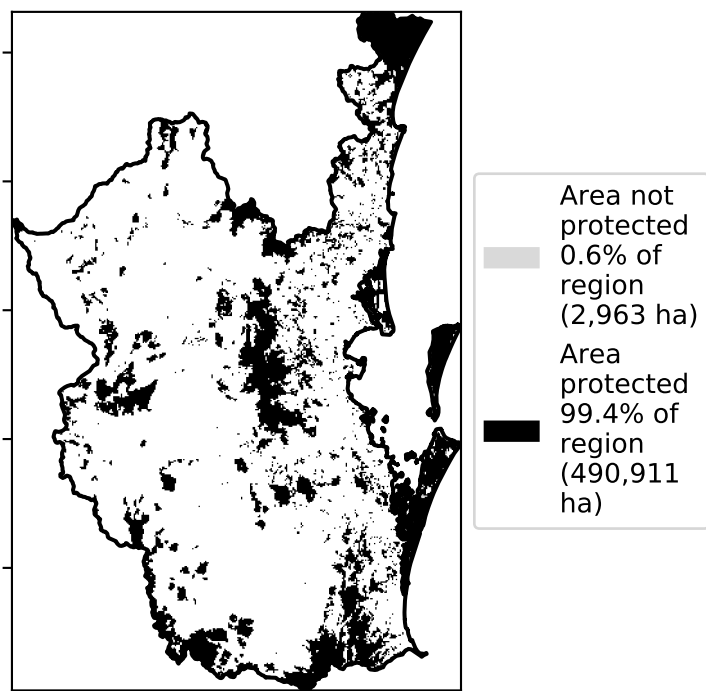 Area not
protected
0.6% of
region
(2,963 ha)
Area
protected
99.4% of
region
(490,911
ha)